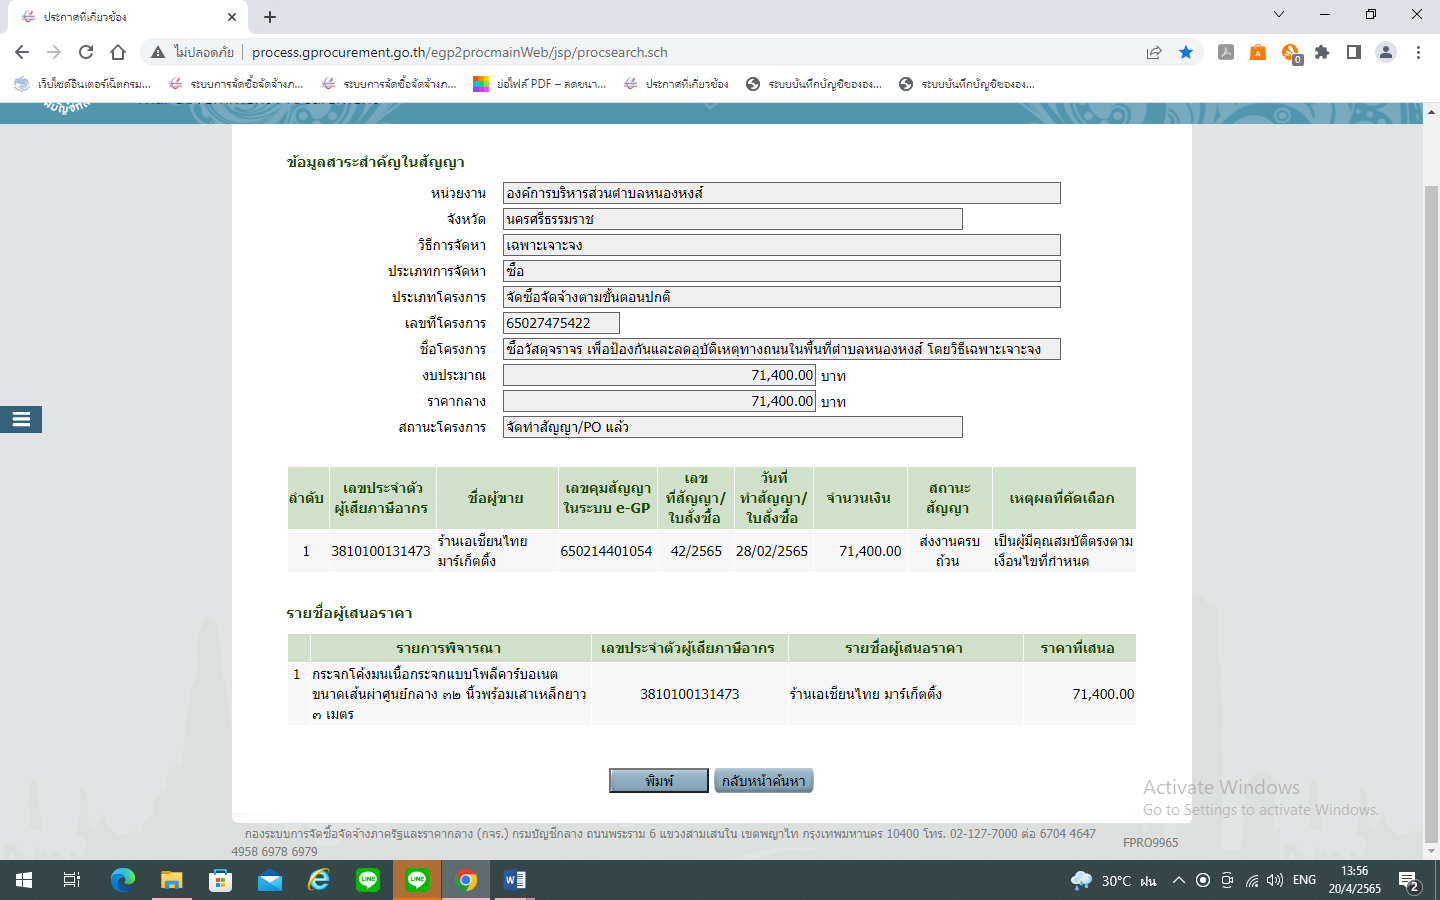 ประกาศที่เกี่ยวข้อง
ไม่ปลอดภัย
process.gprocurement.go.th/egp2procmainWeb/jsp/procsearch.sch
0
เว็บไซต์อินเตอร์เน็ตกรม...
ระบบการจัดซื้อจัดจ้างภ...
ระบบการจัดซื้อจัดจ้างภ...
ย่อไฟล์ PDF – ลดขนา...
ประกาศที่เกี่ยวข้อง
ระบบบันทึกบัญชีขององ...
ระบบบันทึกบัญชีขององ...
ข้อมูลสาระสำคัญในสัญญา
หน่วยงาน องค์การบริหารส่วนตำบลหนองหงส์
จังหวัด นครศรีธรรมราช
วิธีการจัดหา เฉพาะเจาะจง
ประเภทการจัดหา ซื้อ
ประเภทโครงการ จัดซื้อจัดจ้างตามขั้นตอนปกติ
เลขที่โครงการ 65027475422
ชื่อโครงการ ซื้อวัสดุจราจร เพื่อป้องกันและลดอุบัติเหตุทางถนนในพื้นที่ตำบลหนองหงส์ โดยวิธีเฉพาะเจาะจง
งบประมาณ 71,400.00 บาท
ราคากลาง 71,400.00 บาท
สถานะโครงการ จัดทำสัญญา/PO แล้ว
ลำดับ
เลขประจำตัว
ผู้เสียภาษีอากร
ชื่อผู้ขาย
เลขคุมสัญญา
ในระบบ e-GP
เลข
ที่สัญญา/
ใบสั่งซื้อ
วันที่
ทำสัญญา/
ใบสั่งซื้อ
จำนวนเงิน
สถานะ
สัญญา
เหตุผลที่คัดเลือก
1
3810100131473
ร้านเอเชียนไทย
มาร์เก็ตติ้ง
650214401054
42/2565
28/02/2565
71,400.00
ส่งงานครบ
ถ้วน
เป็นผู้มีคุณสมบัติตรงตาม
เงื่อนไขที่กำหนด
รายชื่อผู้เสนอราคา
รายการพิจารณา
เลขประจำตัวผู้เสียภาษีอากร
รายชื่อผู้เสนอราคา
ราคาที่เสนอ
1
กระจกโค้งมนเนื้อกระจกแบบโพลีคาร์บอเนต
ขนาดเส้นผ่าศูนย์กลาง ๓๒ นิ้วพร้อมเสาเหล็กยาว
๓ เมตร
3810100131473
ร้านเอเชียนไทย มาร์เก็ตติ้ง
71,400.00
พิมพ์
กลับหน้าค้นหา
Activate Windows
Go to Settings to activate Windows.
กองระบบการจัดซื้อจัดจ้างภาครัฐและราคากลาง (กจร.) กรมบัญชีกลาง ถนนพระราม 6 แขวงสามเสนใน เขตพญาไท กรุงเทพมหานคร 10400 โทร. 02-127-7000 ต่อ 6704 4647
4958 6978 6979
FPRO9965
LINE
LINE
30°C ฝน
ENG
13:56
20/4/2565
2